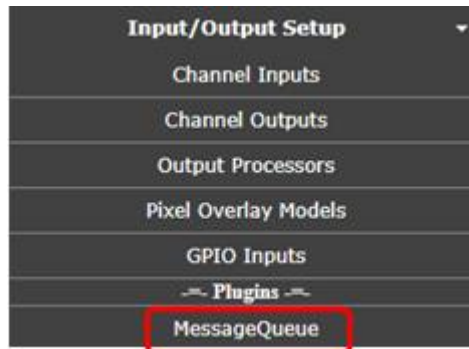 Input/Output Setup
Channel Inputs
Channel Outputs
Output Processors
Pixel Overlay Models
GPIO Inputs
-=- Plugins -=-
MessageQueue